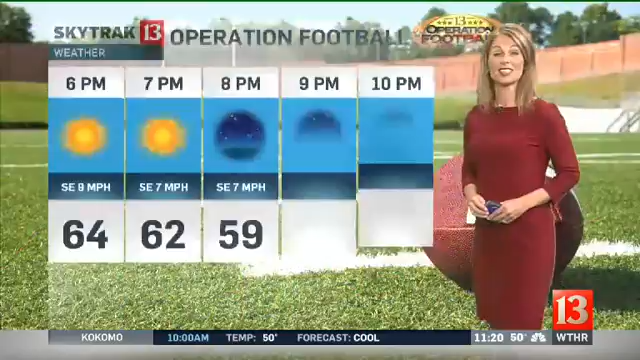 SKYTRAK 13
WEATHER
OPERATION FOOTBALL
13
OPERATION
FOOTBALL
6 PM 7 PM 8 PM 9 PM 10 PM
SE 8 MPH SE 7 MPH SE 7 MPH
64 62 59
13
KOKOMO 10:00AM TEMP: 50° FORECAST: COOL 11:20 50° WTHR